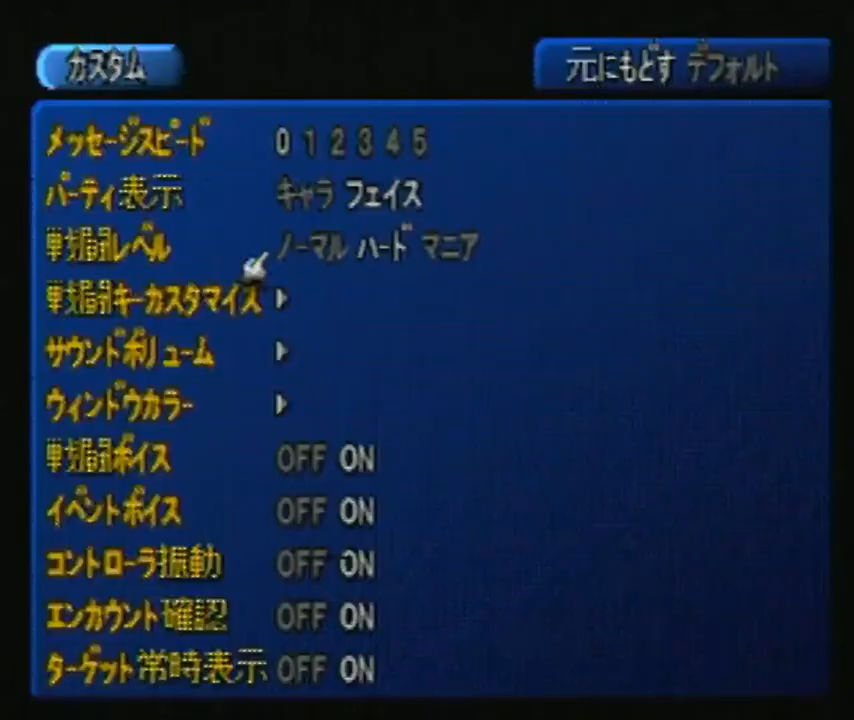 カスタム
元にもどす デフォルト
メッセージスピード 0 1 2 3 4 5
パーティ表示 キャラ フェイス
戦闘レベル ノーマル ハード マニア
戦闘キーカスタマイズ
サウンドボリューム
ウィンドウカラー
戦闘ボイス OFF ON
イベントボイス OFF ON
コントローラ振動 OFF ON
エンカウント確認 OFF ON
ターゲット常時表示 OFF ON